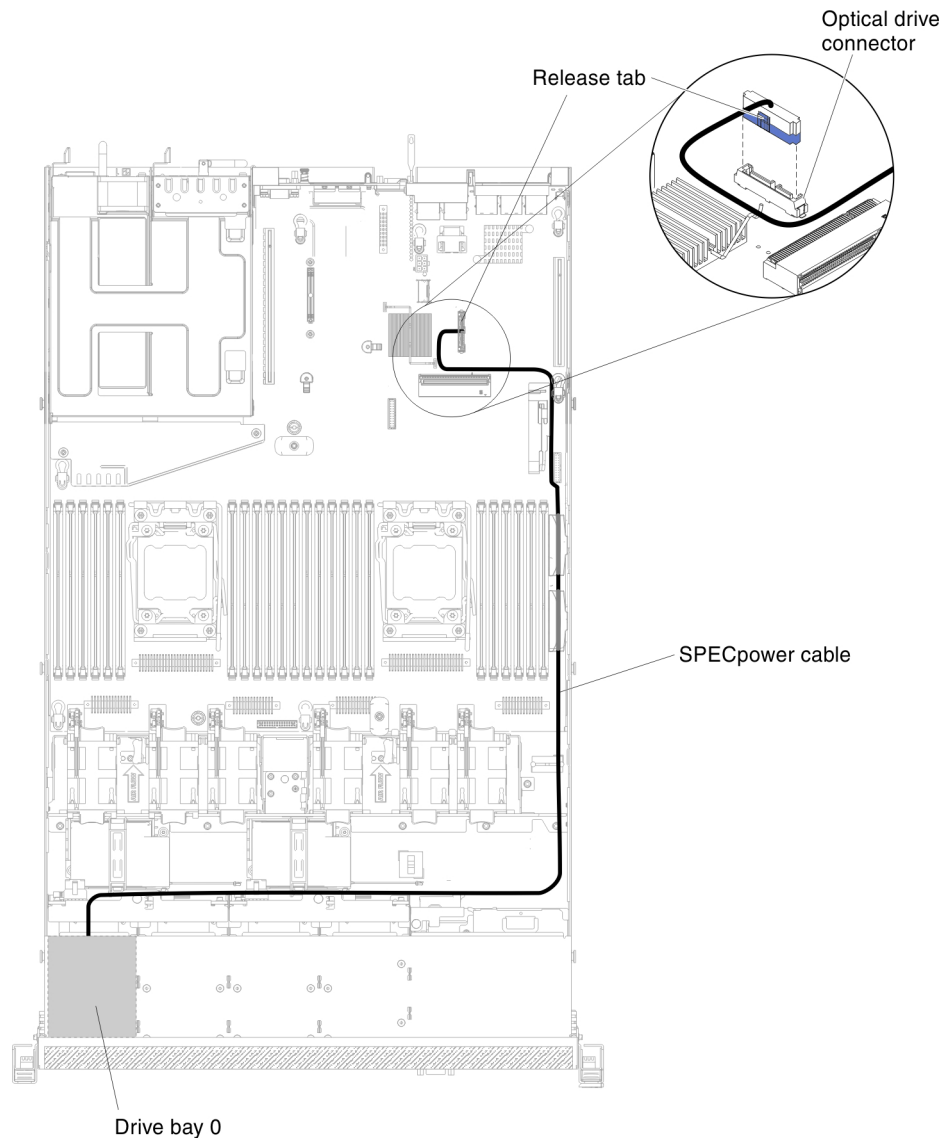 Optical drive
connector
Release tab
SPECpower cable
Drive bay 0